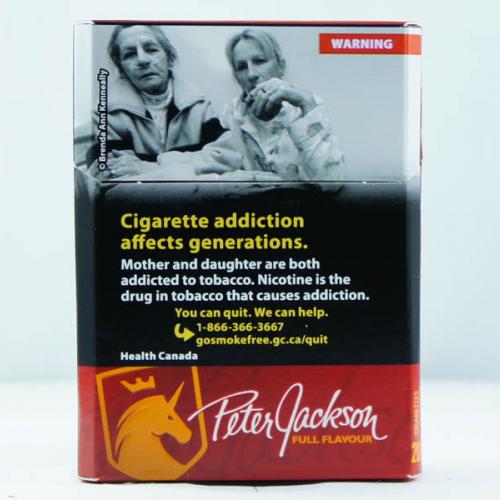 WARNING
© Brenda Ann Kenneally
Cigarette addiction
affects generations.
Mother and daughter are both
addicted to tobacco. Nicotine is the
drug in tobacco that causes addiction.
You can quit. We can help.
1-866-366-3667
gosmokefree.gc.ca/quit
Health Canada
Peter Jackson
FULL FLAVOUR
20